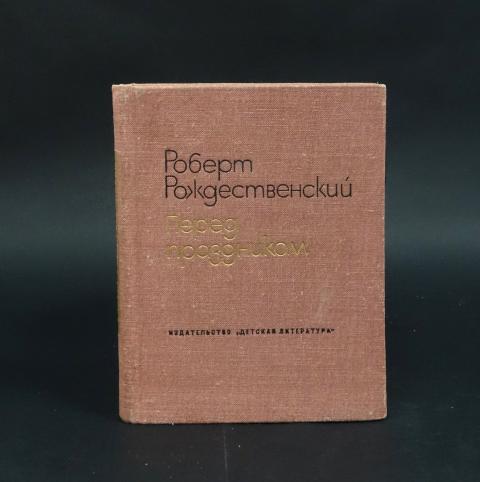 Роберт
Рождественский
Перед
праздником
ИЗДАТЕЛЬСТВО „ДЕТСКАЯ ЛИТЕРАТУРА"